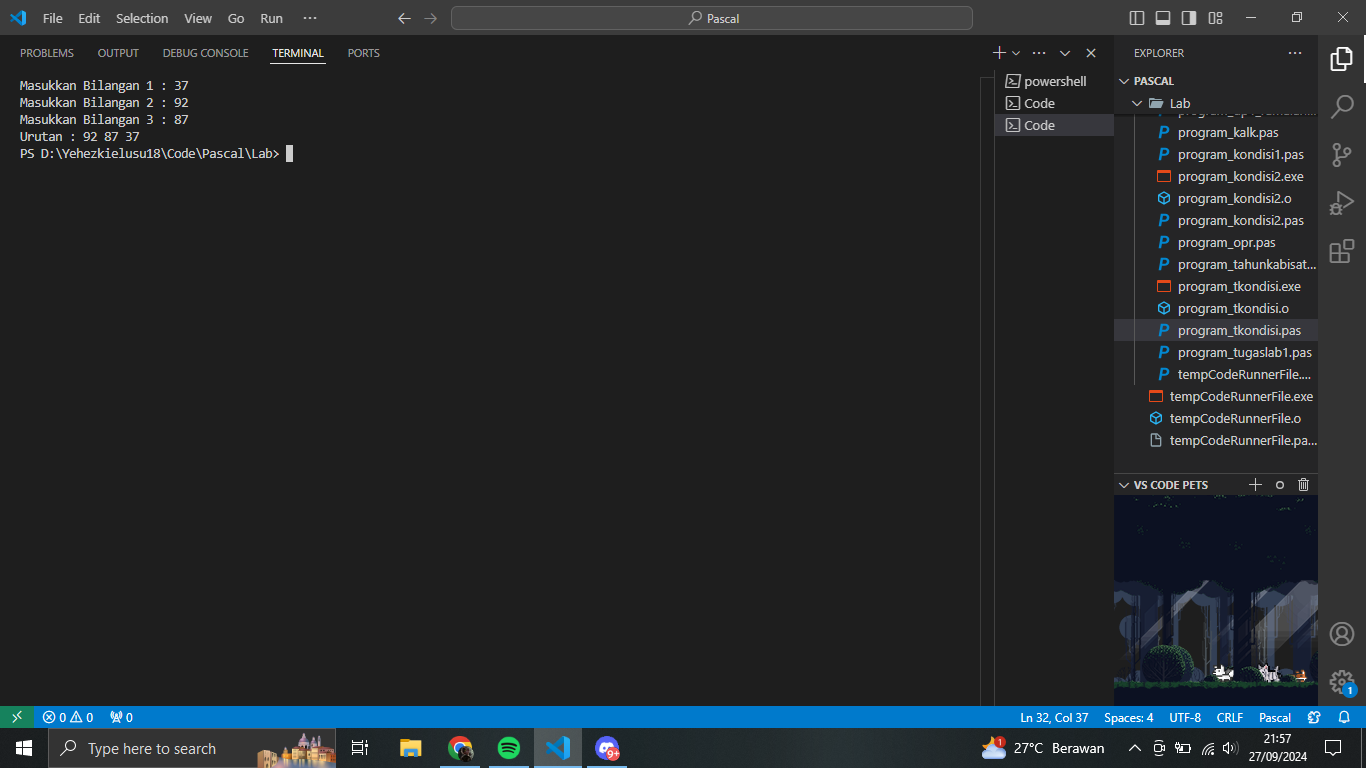 File Edit Selection View Go Run ···
Pascal
PROBLEMS OUTPUT DEBUG CONSOLE TERMINAL PORTS
Masukkan Bilangan 1 : 37
Masukkan Bilangan 2 : 92
Masukkan Bilangan 3 : 87
Urutan : 92 87 37
PS D:\Yehezkielusu18\Code\Pascal\Lab>
powershell
Code
Code
EXPLORER
PASCAL
Lab
program_kalk.pas
program_kondisi1.pas
program_kondisi2.exe
program_kondisi2.o
program_kondisi2.pas
program_opr.pas
program_tahunkabisat...
program_tkondisi.exe
program_tkondisi.o
program_tkondisi.pas
program_tugaslab1.pas
tempCodeRunnerFile....
tempCodeRunnerFile.exe
tempCodeRunnerFile.o
tempCodeRunnerFile.pa...
VS CODE PETS
1
0 0 0
Ln 32, Col 37 Spaces: 4 UTF-8 CRLF Pascal
Type here to search
9+
1
27°C Berawan
21:57
27/09/2024